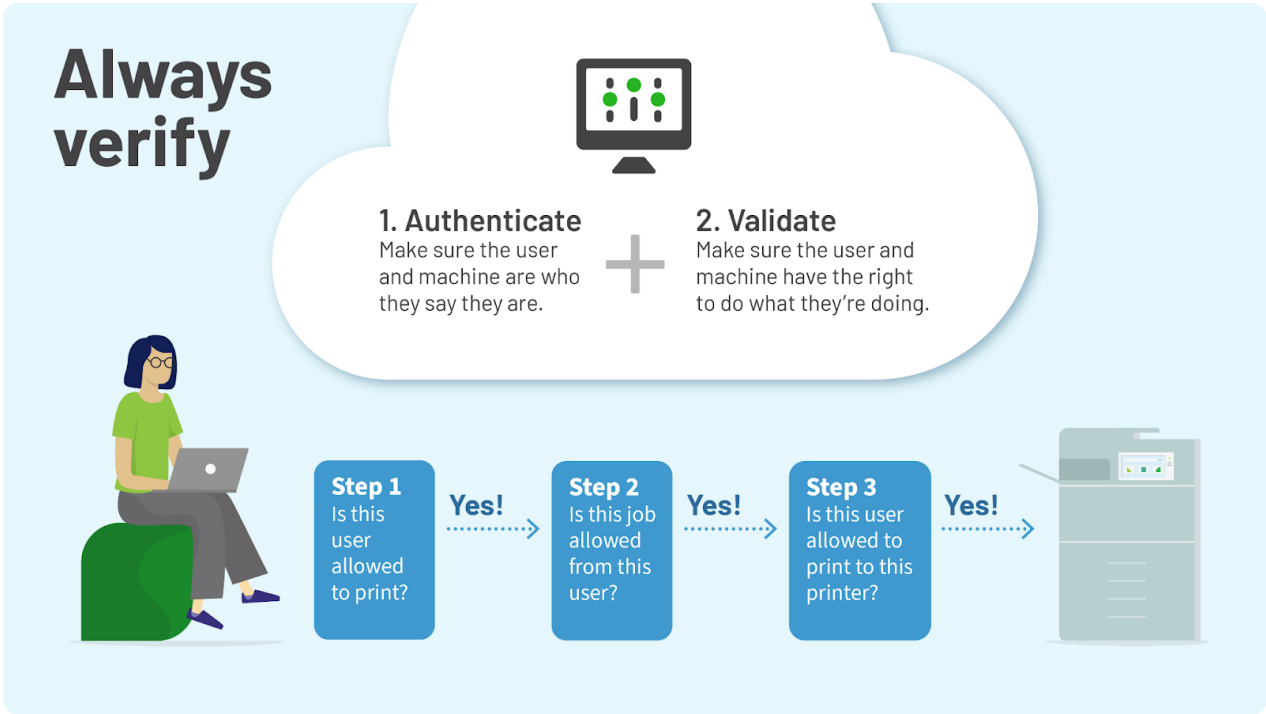 Always
verify
1. Authenticate
Make sure the user
and machine are who
they say they are.
2. Validate
Make sure the user and
machine have the right
to do what they’re doing.
Step 1
Is this
user
allowed
to print?
Yes!
Step 2
Is this job
allowed
from this
user?
Yes!
Step 3
Is this user
allowed to
print to this
printer?
Yes!